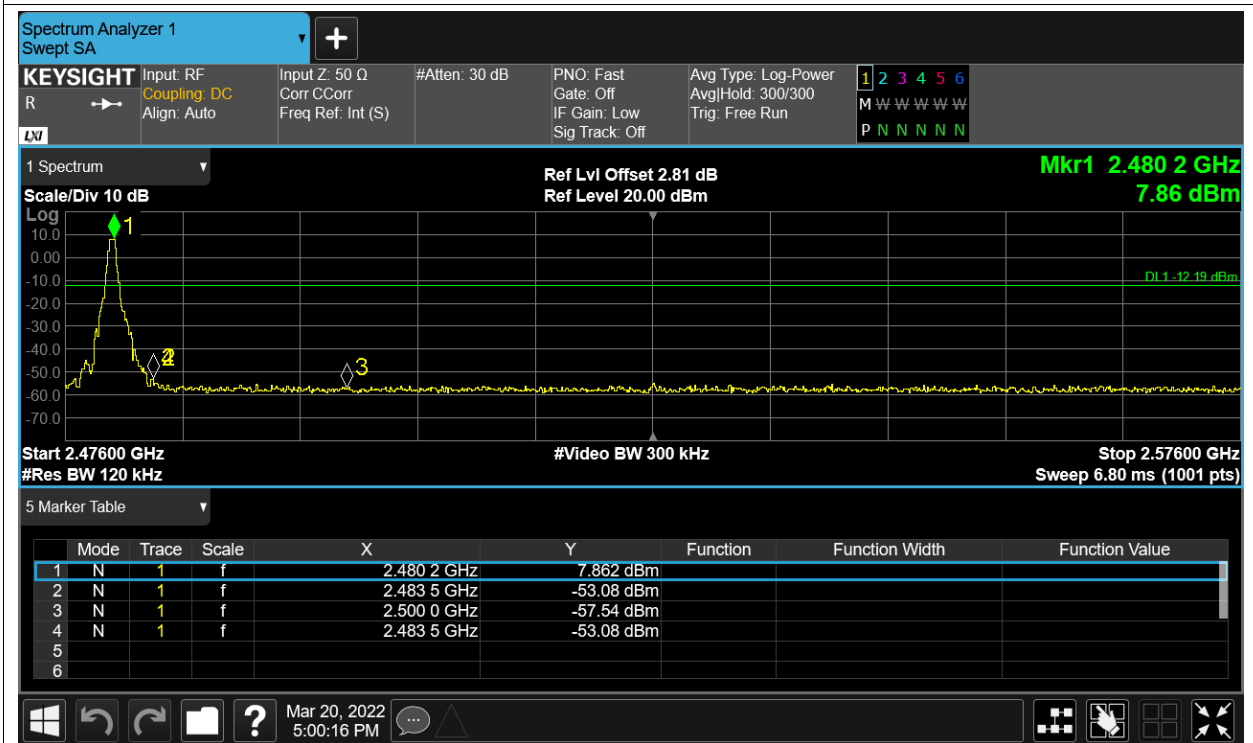 Spectrum Analyzer 1
Swept SA
+
KEYSIGHT Input: RF Input Z: 50 Ω #Atten: 30 dB PNO: Fast Avg Type: Log-Power 1 2 3 4 5 6
R Coupling: DC Corr CCorr Gate: Off Avg|Hold: 300/300 M W W W W W
Align: Auto Freq Ref: Int (S) IF Gain: Low Trig: Free Run
LXI Sig Track: Off P N N N N N
1 Spectrum Ref Lvl Offset 2.81 dB Mkr1 2.480 2 GHz
Scale/Div 10 dB Ref Level 20.00 dBm 7.86 dBm
Log
1
10.0
0.00
-10.0 DL1 -12.19 dBm
-20.0
-30.0
-40.0
2
3
-50.0
-60.0
-70.0
Start 2.47600 GHz #Video BW 300 kHz Stop 2.57600 GHz
#Res BW 120 kHz Sweep 6.80 ms (1001 pts)
5 Marker Table
Mode Trace Scale X Y Function Function Width Function Value
1 N 1 f 2.480 2 GHz 7.862 dBm
2 N 1 f 2.483 5 GHz -53.08 dBm
3 N 1 f 2.500 0 GHz -57.54 dBm
4 N 1 f 2.483 5 GHz -53.08 dBm
5
6
? Mar 20, 2022
5:00:16 PM